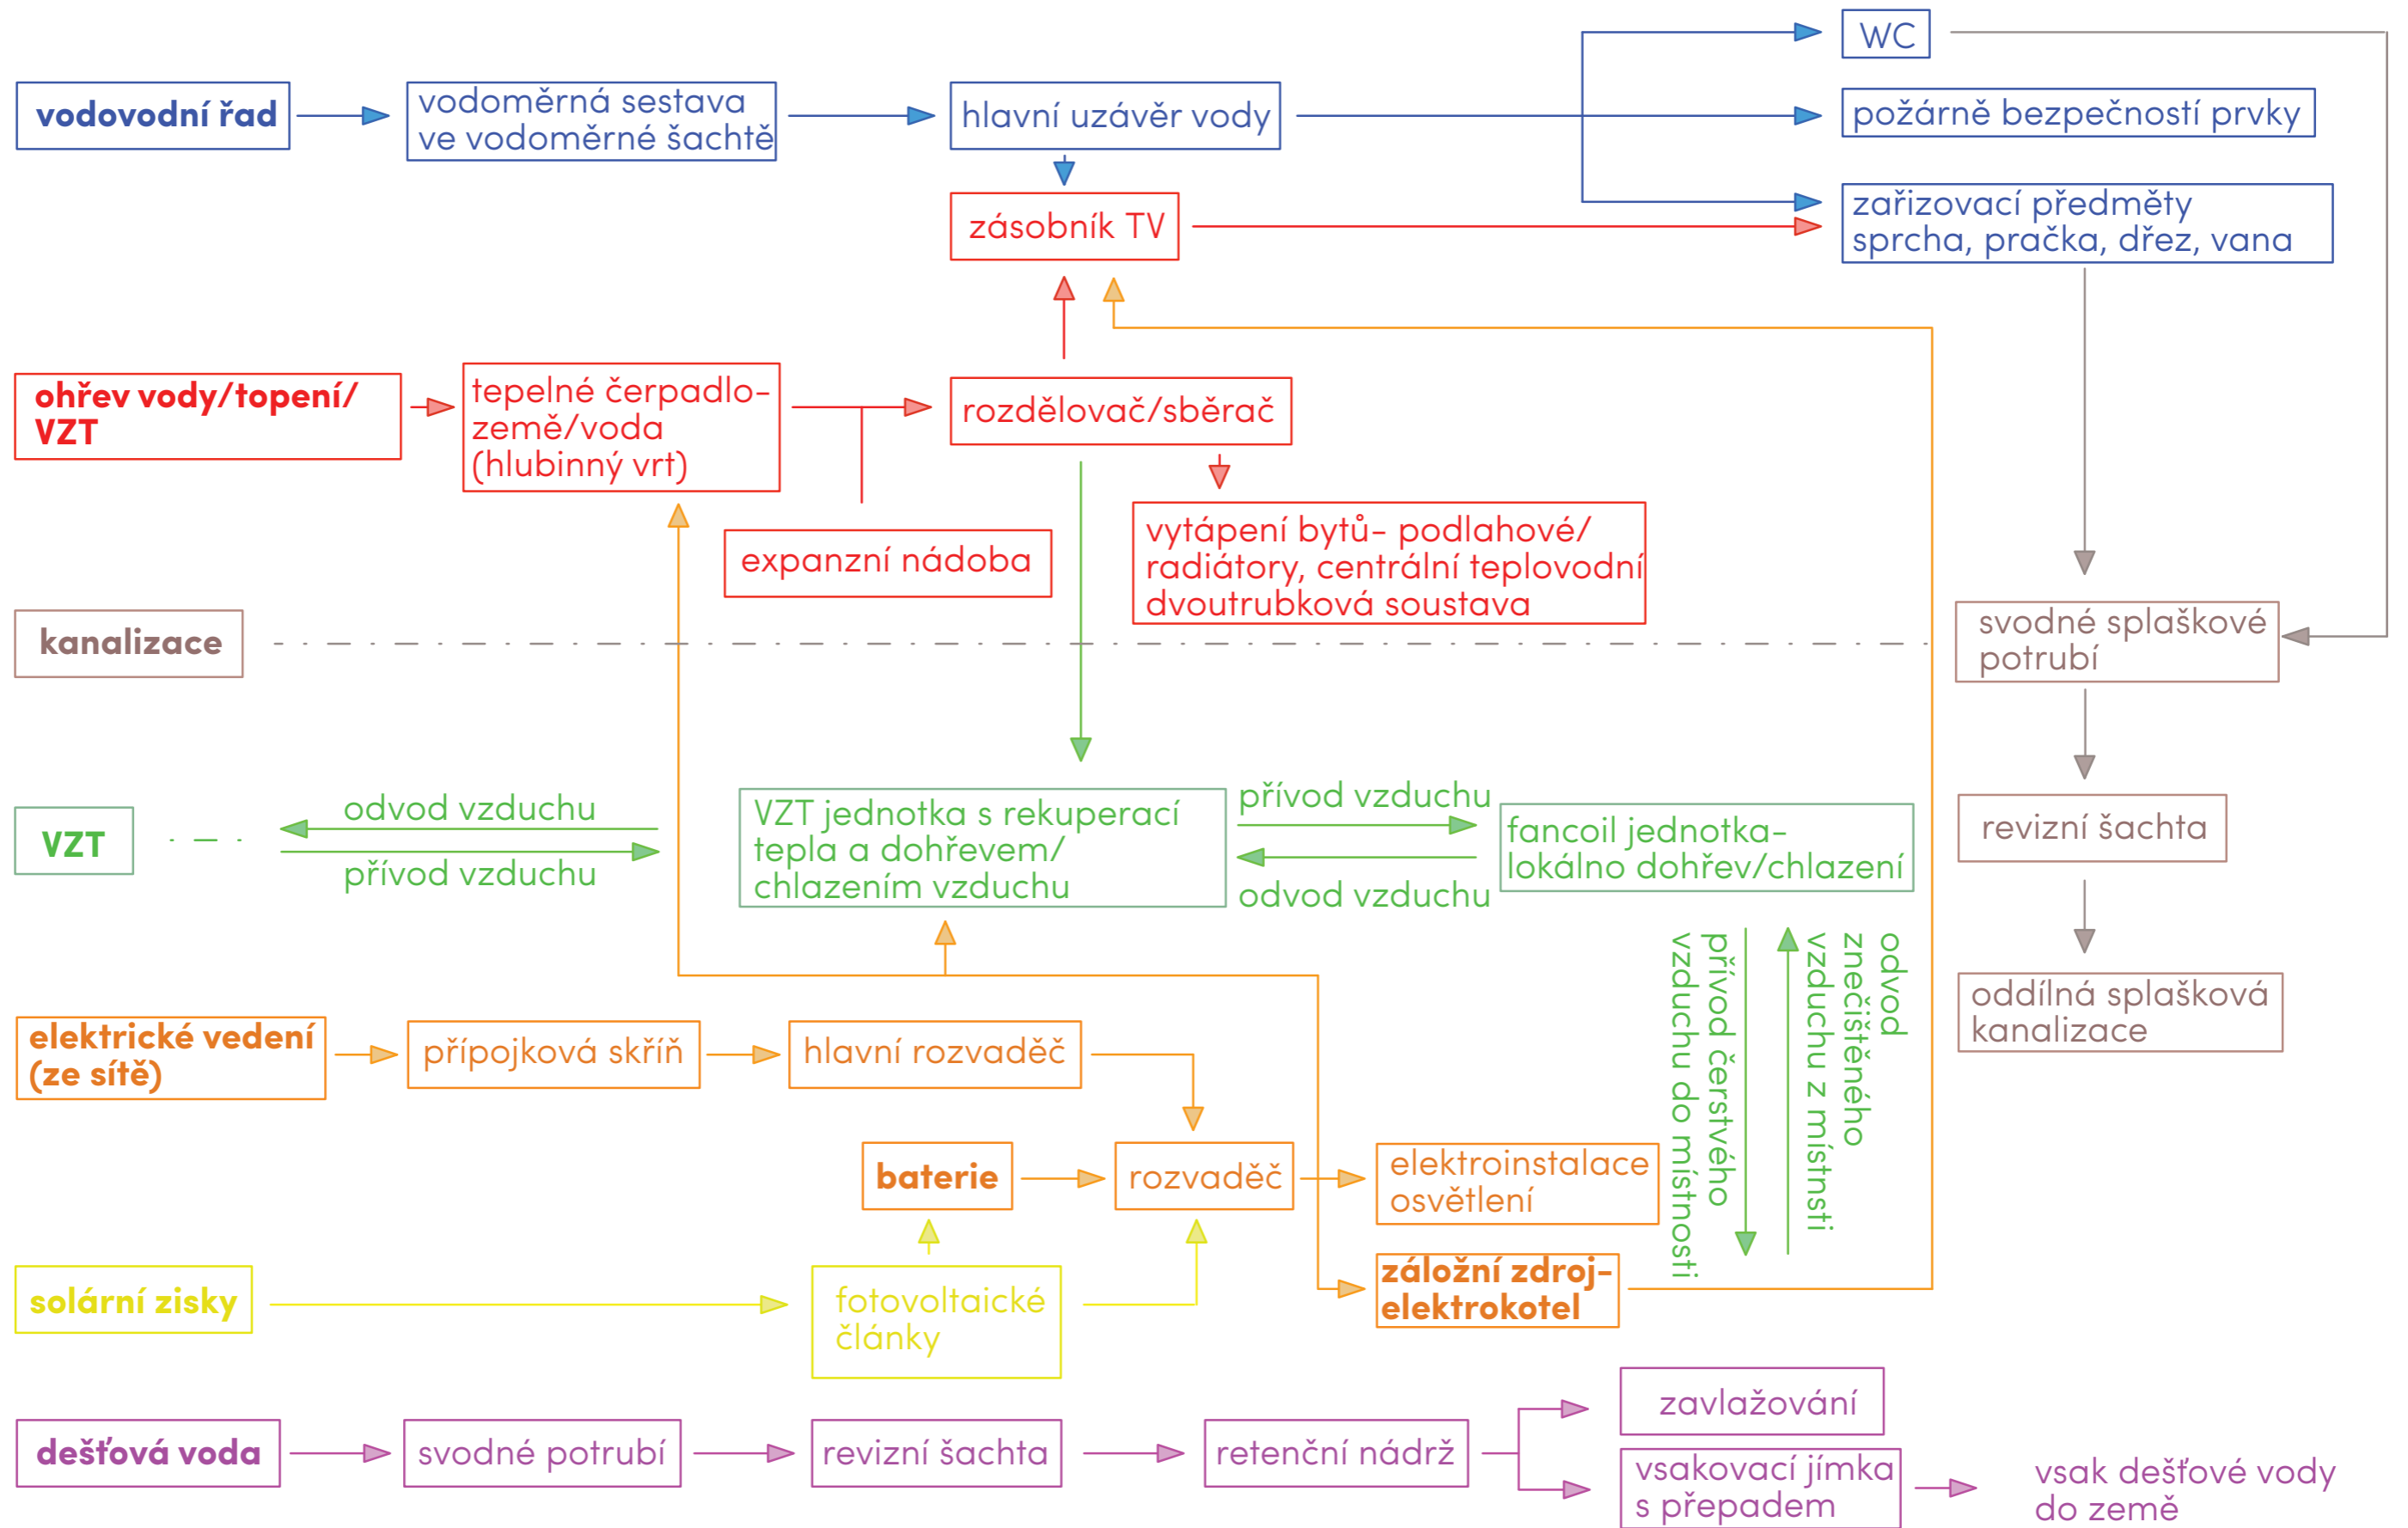 WC
vodovodní řad
vodoměrná sestava
ve vodoměrné šachtě
hlavní uzávěr vody
požárně bezpečností prvky
zásobník TV
zařizovací předměty
sprcha, pračka, dřez, vana
ohřev vody/topení/
VZT
tepelné čerpadlo-
země/voda
(hlubinný vrt)
rozdělovač/sběrač
expanzní nádoba
vytápení bytů- podlahové/
radiátory, centrální teplovodní
dvoutrubková soustava
kanalizace
svodné splaškové
potrubí
VZT
odvod vzduchu
přívod vzduchu
VZT jednotka s rekuperací
tepla a dohřevem/
chlazením vzduchu
přívod vzduchu
odvod vzduchu
fancoil jednotka-
lokálno dohřev/chlazení
revizní šachta
přívod čerstvého
vzduchu do místnosti
odvod
znečištěného
vzduchu z místnsti
oddílná splašková
kanalizace
elektrické vedení
(ze sítě)
přípojková skříň
hlavní rozvaděč
baterie
rozvaděč
elektroinstalace
osvětlení
solární zisky
fotovoltaické
články
záložní zdroj-
elektrokotel
dešťová voda
svodné potrubí
revizní šachta
retenční nádrž
zavlažování
vsakovací jímka
s přepadem
vsak dešťové vody
do země